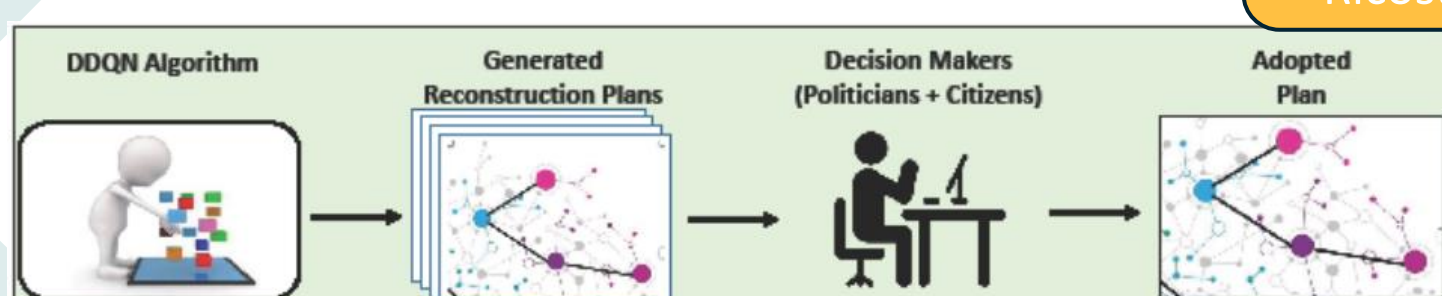 DDQN Algorithm
Generated
Reconstruction Plans
Decision Makers
(Politicians + Citizens)
Adopted
Plan